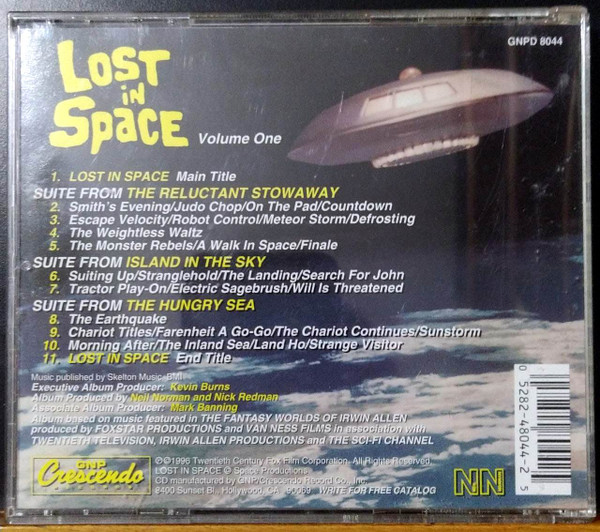 GNPD 8044
LOST
IN
SPACE
Volume One
1. LOST IN SPACE Main Title
SUITE FROM THE RELUCTANT STOWAWAY
2. Smith's Evening/Judo Chop/On The Pad/Countdown
3. Escape Velocity/Robot Control/Meteor Storm/Defrosting
4. The Weightless Waltz
5. The Monster Rebels/A Walk In Space/Finale
SUITE FROM ISLAND IN THE SKY
6. Suiting Up/Stranglehold/The Landing/Search For John
7. Tractor Play-On/Electric Sagebrush/Will Is Threatened
SUITE FROM THE HUNGRY SEA
8. The Earthquake
9. Chariot Titles/Farenheit A Go-Go/The Chariot Continues/Sunstorm
10. Morning After/The Inland Sea/Land Ho/Strange Visitor
11. LOST IN SPACE End Title
Music published by Skelton Music-BMI
Executive Album Producer: Kevin Burns
Album Produced by Neil Norman and Nick Redman
Associate Album Producer: Mark Banning
Album based on music featured in THE FANTASY WORLDS OF IRWIN ALLEN
produced by FOXSTAR PRODUCTIONS and VAN NESS FILMS in association with
TWENTIETH TELEVISION, IRWIN ALLEN PRODUCTIONS and THE SCI-FI CHANNEL
GNP
Crescendo
℗©1996 Twentieth Century Fox Film Corporation. All Rights Reserved.
LOST IN SPACE © Space Productions
CD manufactured by GNP/Crescendo Record Co., Inc.
8400 Sunset Bl., Hollywood, CA 90069 WRITE FOR FREE CATALOG
NN
0 5282-48044-2 5